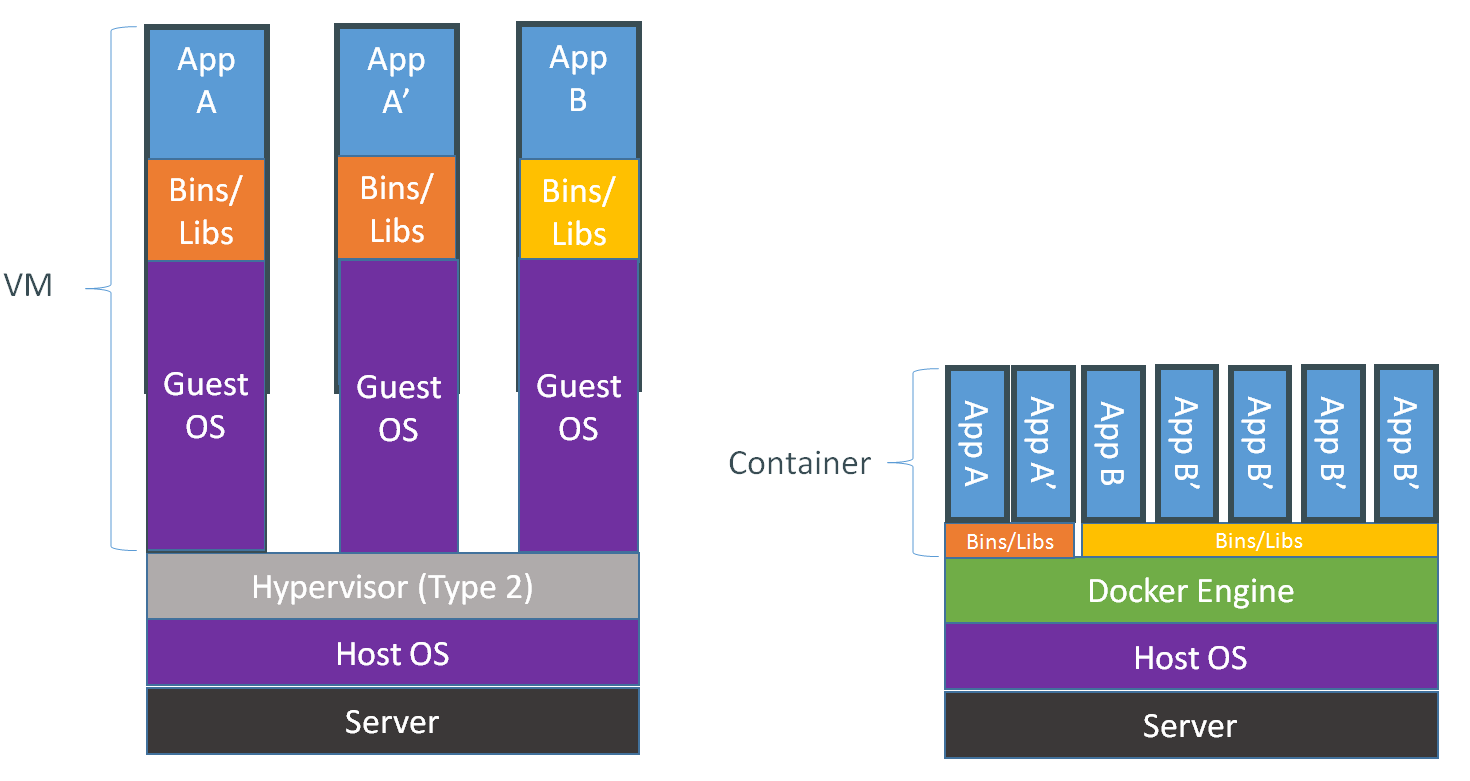 App
A
App
A’
App
B
Bins/
Libs
Bins/
Libs
Bins/
Libs
VM
Guest
OS
Guest
OS
Guest
OS
Hypervisor (Type 2)
Host OS
Server
Container
App A
App A’
App B
App B’
App B’
App B’
App B’
Bins/Libs
Bins/Libs
Docker Engine
Host OS
Server